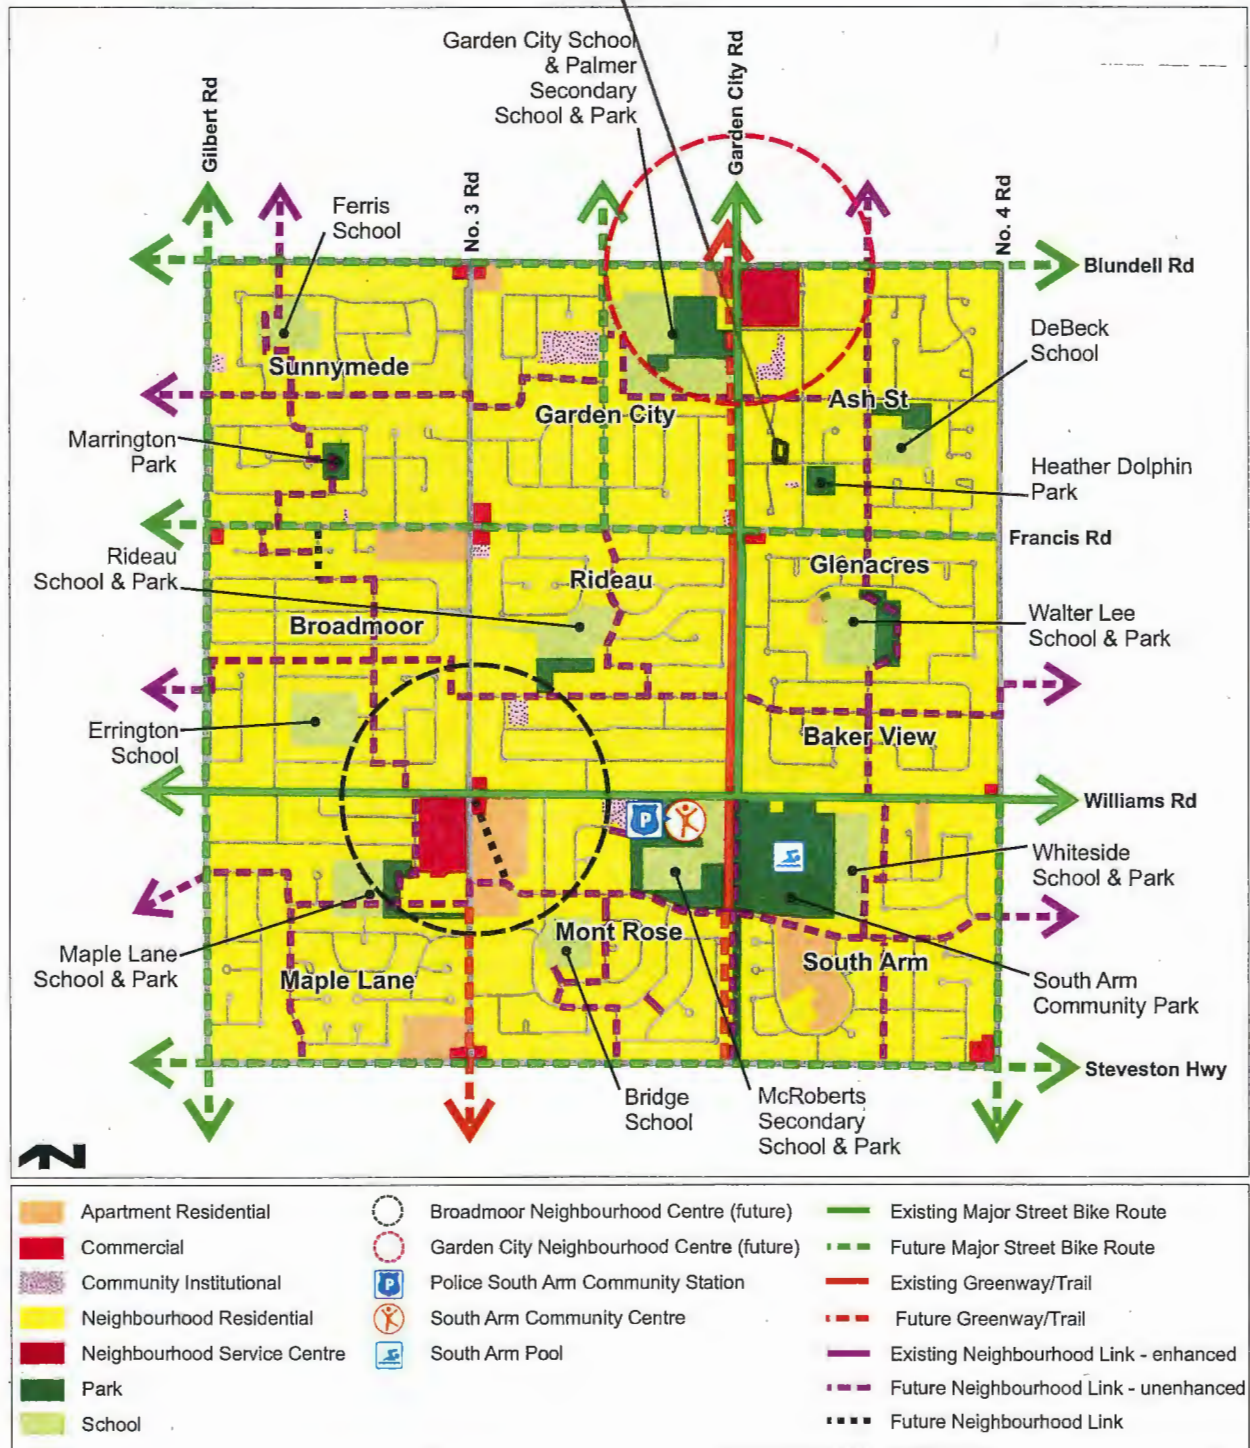 Garden City School
& Palmer
Secondary
School & Park
Garden City Rd
Gilbert Rd
No. 3 Rd
No. 4 Rd
Ferris
School
Blundell Rd
DeBeck
School
Sunnymede
Garden City
Ash St
Marrington
Park
Heather Dolphin
Park
Francis Rd
Rideau
School & Park
Rideau
Glenacres
Broadmoor
Walter Lee
School & Park
Errington
School
Baker View
Williams Rd
P
Whiteside
School & Park
Mont Rose
South Arm
Maple Lane
School & Park
Maple Lane
South Arm
Community Park
Steveston Hwy
Bridge
School
McRoberts
Secondary
School & Park
N
Apartment Residential
Commercial
Community Institutional
Neighbourhood Residential
Neighbourhood Service Centre
Park
School
Broadmoor Neighbourhood Centre (future)
Garden City Neighbourhood Centre (future)
P
Police South Arm Community Station
South Arm Community Centre
South Arm Pool
Existing Major Street Bike Route
Future Major Street Bike Route
Existing Greenway/Trail
Future Greenway/Trail
Existing Neighbourhood Link - enhanced
Future Neighbourhood Link - unenhanced
Future Neighbourhood Link